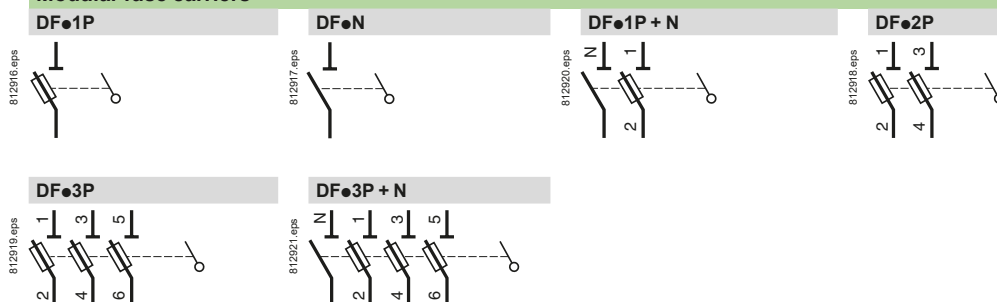 Modular fuse carriers
DF●1P
DF●N
DF●1P + N
DF●2P
812916.eps
812917.eps
812920.eps
N 1
2
812918.eps
1 3
2 4
DF●3P
DF●3P + N
812919.eps
1 3 5
2 4 6
812921.eps
N 1 3 5
2 4 6